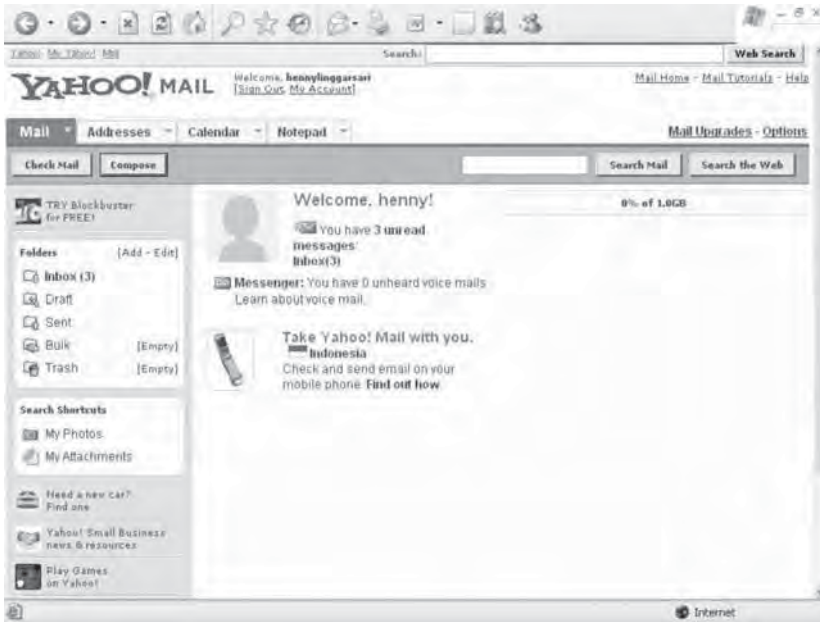 Yahoo! My Yahoo! Mail
Search:
Web Search
YAHOO! MAIL
Welcome, hennylinggarsari
[Sign Out, My Account]
Mail Home - Mail Tutorials - Help
Mail
Addresses
Calendar
Notepad
Mail Upgrades - Options
Check Mail
Compose
Search Mail
Search the Web
TRY Blockbuster
for FREE!
Folders [Add - Edit]
Inbox (3)
Draft
Sent
Bulk [Empty]
Trash [Empty]
Search Shortcuts
My Photos
My Attachments
Need a new car?
Find one
Yahoo! Small Business
news & resources
Play Games
on Yahoo!
Welcome, henny!
You have 3 unread
messages:
Inbox(3)
Messenger: You have 0 unheard voice mails
Learn about voice mail.
Take Yahoo! Mail with you.
Indonesia
Check and send email on your
mobile phone. Find out how
0% of 1.0GB
Internet